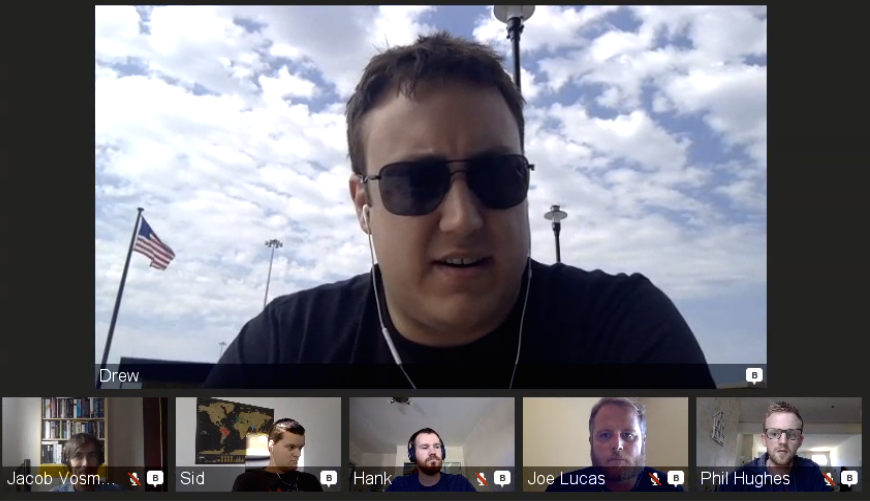 Drew
B
Jacob Vosm...
B
Sid
B
Hank
B
Joe Lucas
B
Phil Hughes
B